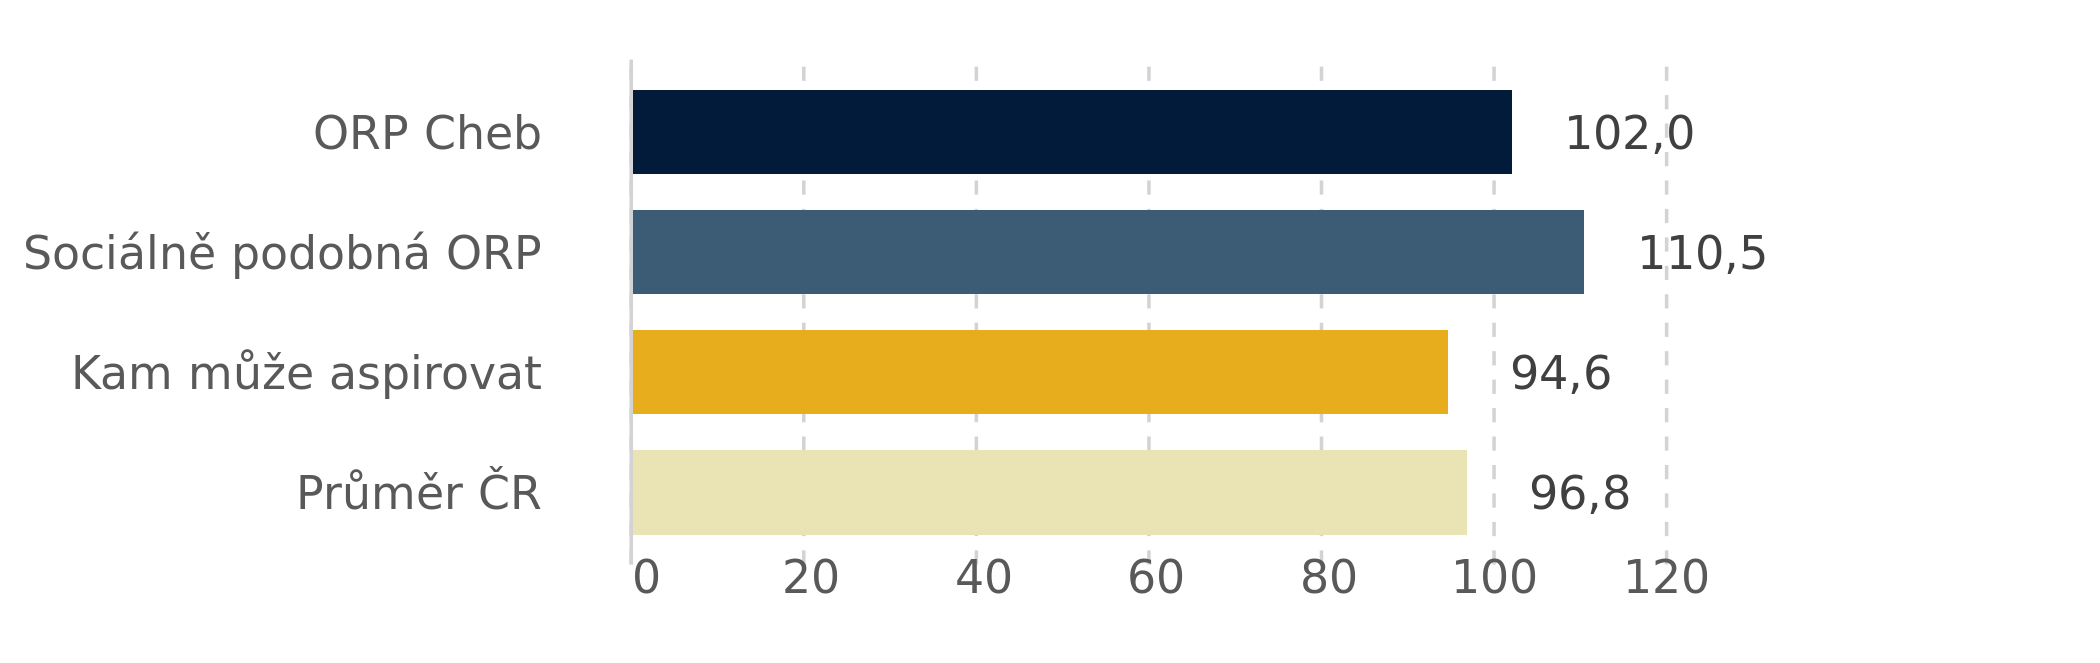 ORP Cheb 102,0
Sociálně podobná ORP 110,5
Kam může aspirovat 94,6
Průměr ČR 96,8
0 20 40 60 80 100 120